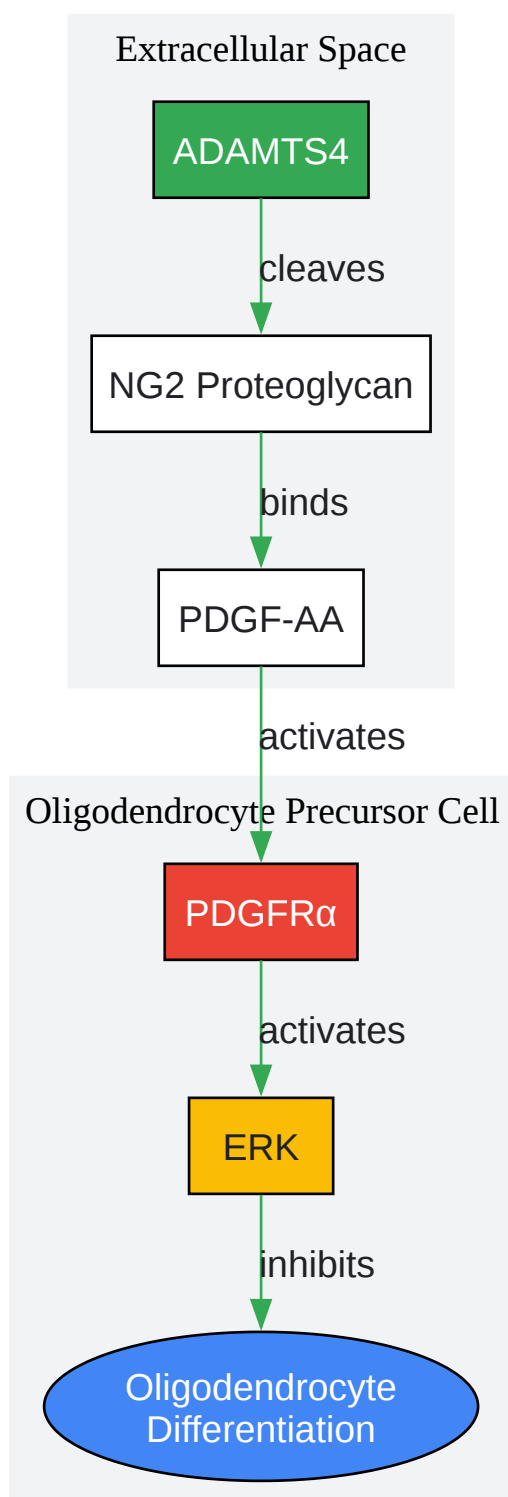 Extracellular Space
ADAMTS4
cleaves
NG2 Proteoglycan
binds
PDGF-AA
activates
Oligodendrocyte Precursor Cell
PDGFRα
activates
ERK
inhibits
Oligodendrocyte
Differentiation